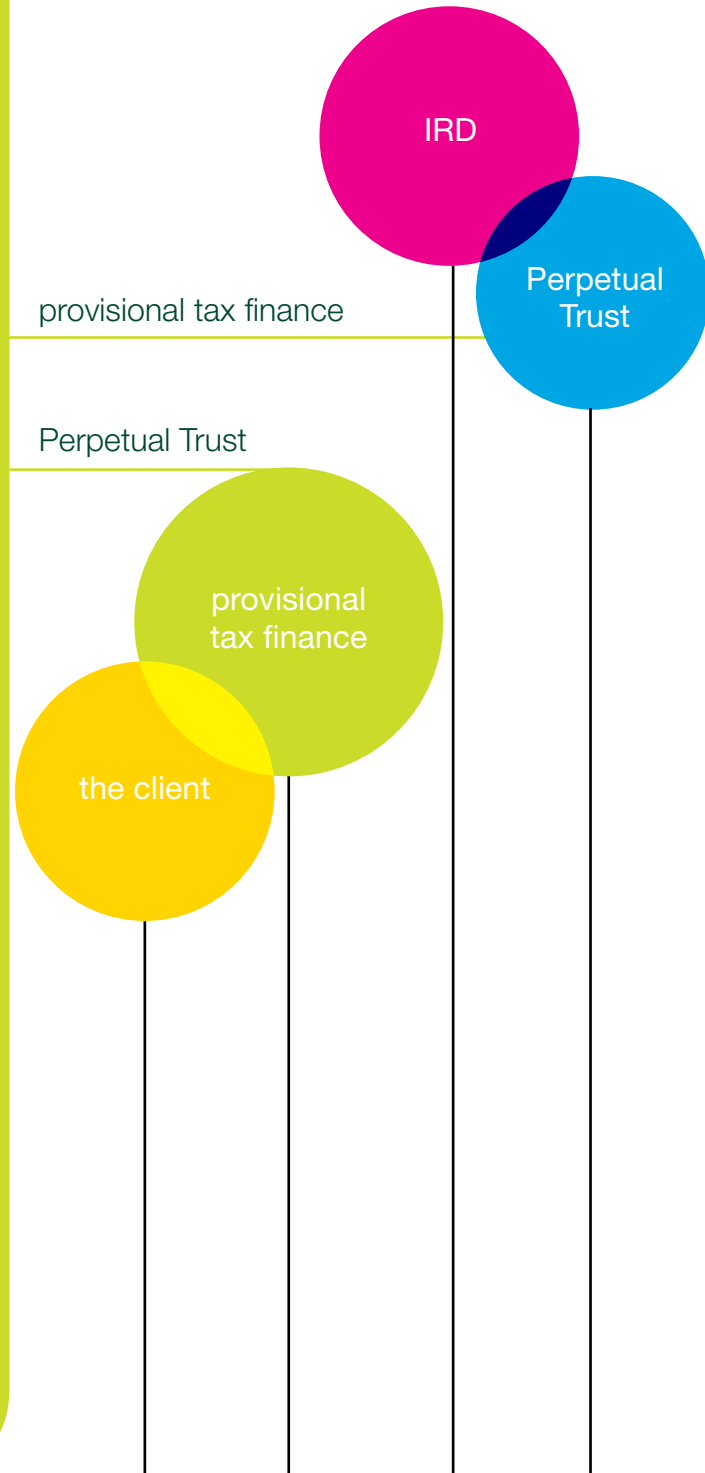 IRD
Perpetual
Trust
provisional tax finance
Perpetual Trust
provisional
tax finance
the client